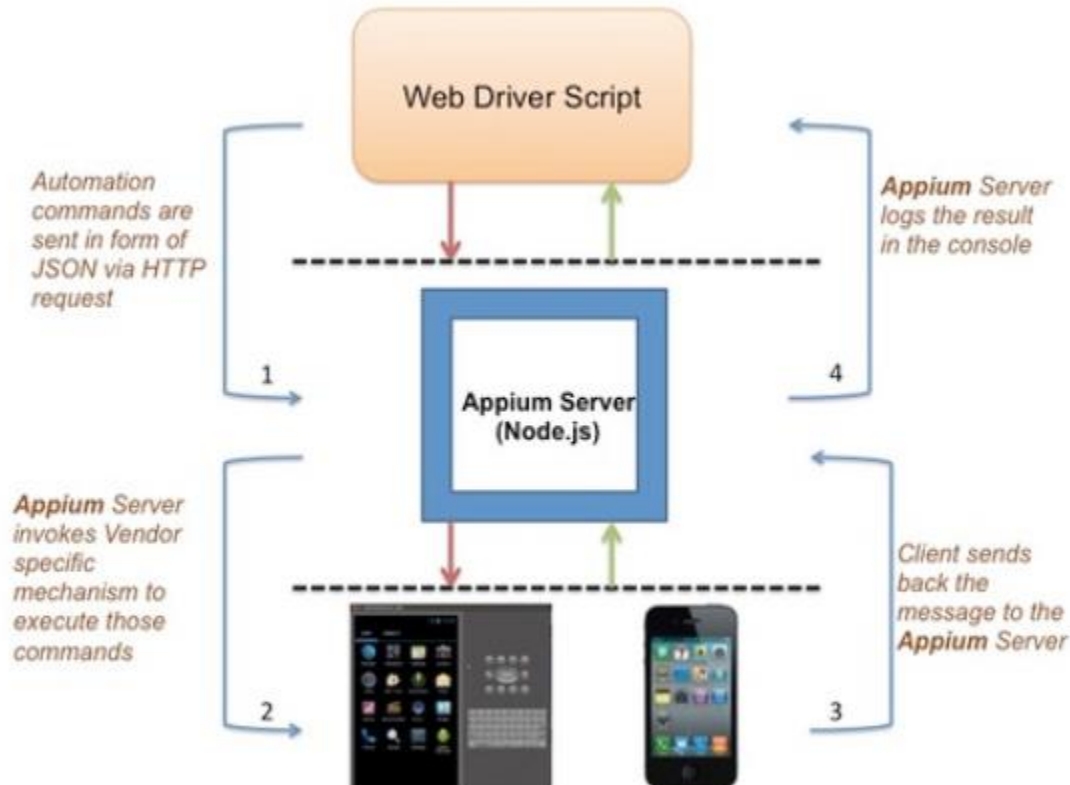 Web Driver Script
Automation
commands are
sent in form of
JSON via HTTP
request
1
Appium Server
logs the result
in the console
4
Appium Server
(Node.js)
Appium Server
invokes Vendor
specific
mechanism to
execute those
commands
2
Client sends
back the
message to the
Appium Server
3